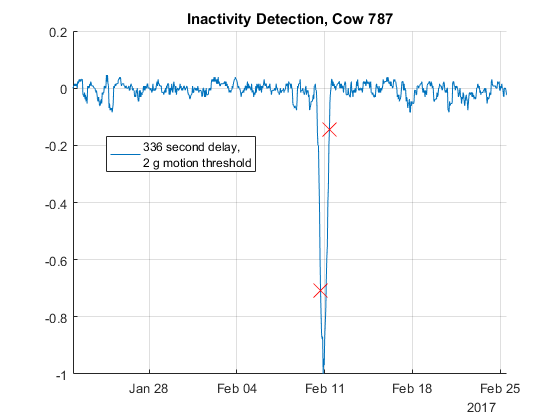 Inactivity Detection, Cow 787
0.2
0
-0.2
-0.4
-0.6
-0.8
-1
336 second delay,
2 g motion threshold
Jan 28 Feb 04 Feb 11 Feb 18 Feb 25
2017